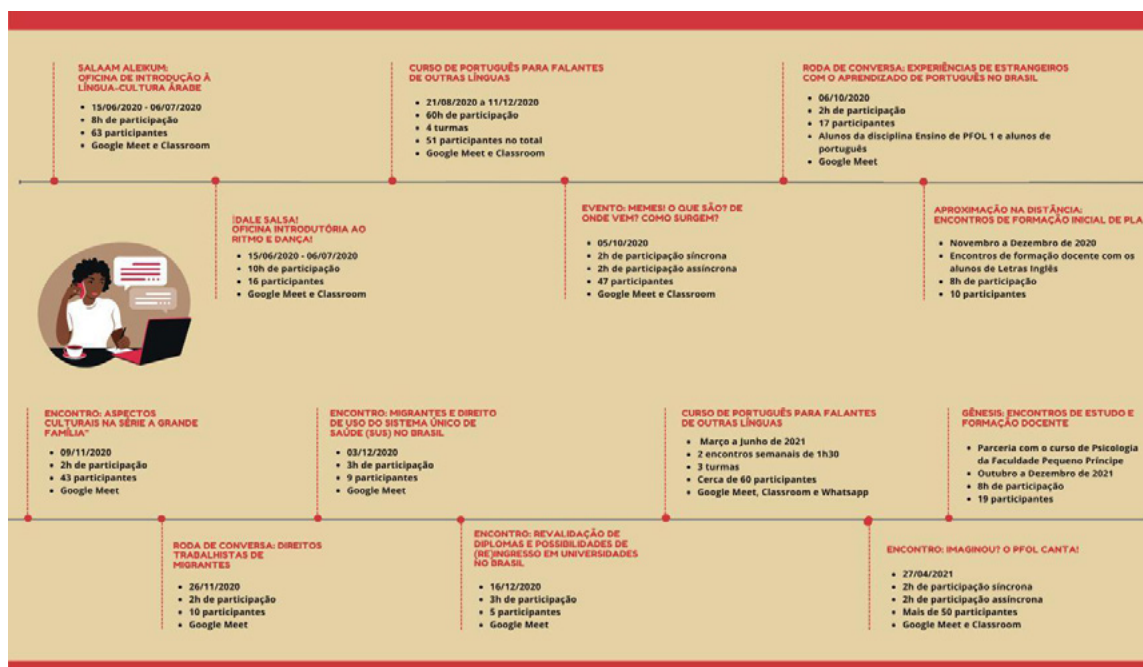 SALAAM ALEIKUM:
OFICINA DE INTRODUÇÃO À
LÍNGUA-CULTURA ÁRABE
• 15/06/2020 - 06/07/2020
• 8h de participação
• 63 participantes
• Google Meet e Classroom
CURSO DE PORTUGUÊS PARA FALANTES
DE OUTRAS LÍNGUAS
• 21/08/2020 a 11/12/2020
• 60h de participação
• 4 turmas
• 51 participantes no total
• Google Meet e Classroom
RODA DE CONVERSA: EXPERIÊNCIAS DE ESTRANGEIROS
COM O APRENDIZADO DE PORTUGUÊS NO BRASIL
• 06/10/2020
• 2h de participação
• 17 participantes
• Alunos da disciplina Ensino de PFOL 1 e alunos de
português
• Google Meet
¡DALE SALSA!
OFICINA INTRODUTÓRIA AO
RITMO E DANÇA!
• 15/06/2020 - 06/07/2020
• 10h de participação
• 16 participantes
• Google Meet e Classroom
EVENTO: MEMES! O QUE SÃO? DE
ONDE VEM? COMO SURGEM?
• 05/10/2020
• 2h de participação síncrona
• 2h de participação assíncrona
• 47 participantes
• Google Meet e Classroom
APROXIMAÇÃO NA DISTÂNCIA:
ENCONTROS DE FORMAÇÃO INICIAL DE PLA
• Novembro a Dezembro de 2020
• Encontros de formação docente com os
alunos de Letras Inglês
• 8h de participação
• 10 participantes
ENCONTRO: ASPECTOS
CULTURAIS NA SÉRIE A GRANDE
FAMÍLIA"
• 09/11/2020
• 2h de participação
• 43 participantes
• Google Meet
ENCONTRO: MIGRANTES E DIREITO
DE USO DO SISTEMA ÚNICO DE
SAÚDE (SUS) NO BRASIL
• 03/12/2020
• 3h de participação
• 9 participantes
• Google Meet
CURSO DE PORTUGUÊS PARA FALANTES
DE OUTRAS LÍNGUAS
• Março a Junho de 2021
• 2 encontros semanais de 1h30
• 3 turmas
• Cerca de 60 participantes
• Google Meet, Classroom e Whatsapp
GÊNESIS: ENCONTROS DE ESTUDO E
FORMAÇÃO DOCENTE
• Parceria com o curso de Psicologia
da Faculdade Pequeno Príncipe
• Outubro a Dezembro de 2021
• 8h de participação
• 19 participantes
RODA DE CONVERSA: DIREITOS
TRABALHISTAS DE
MIGRANTES
• 26/11/2020
• 2h de participação
• 10 participantes
• Google Meet
ENCONTRO: REVALIDAÇÃO DE
DIPLOMAS E POSSIBILIDADES DE
(RE)INGRESSO EM UNIVERSIDADES
NO BRASIL
• 16/12/2020
• 3h de participação
• 5 participantes
• Google Meet
ENCONTRO: IMAGINOU? O PFOL CANTA!
• 27/04/2021
• 2h de participação síncrona
• 2h de participação assíncrona
• Mais de 50 participantes
• Google Meet e Classroom